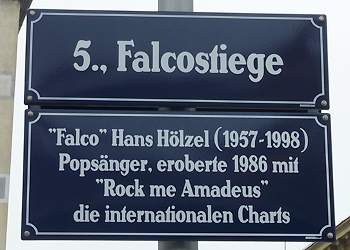 5., Falcostiege
"Falco" Hans Hölzel (1957-1998)
Popsänger, eroberte 1986 mit
"Rock me Amadeus"
die internationalen Charts